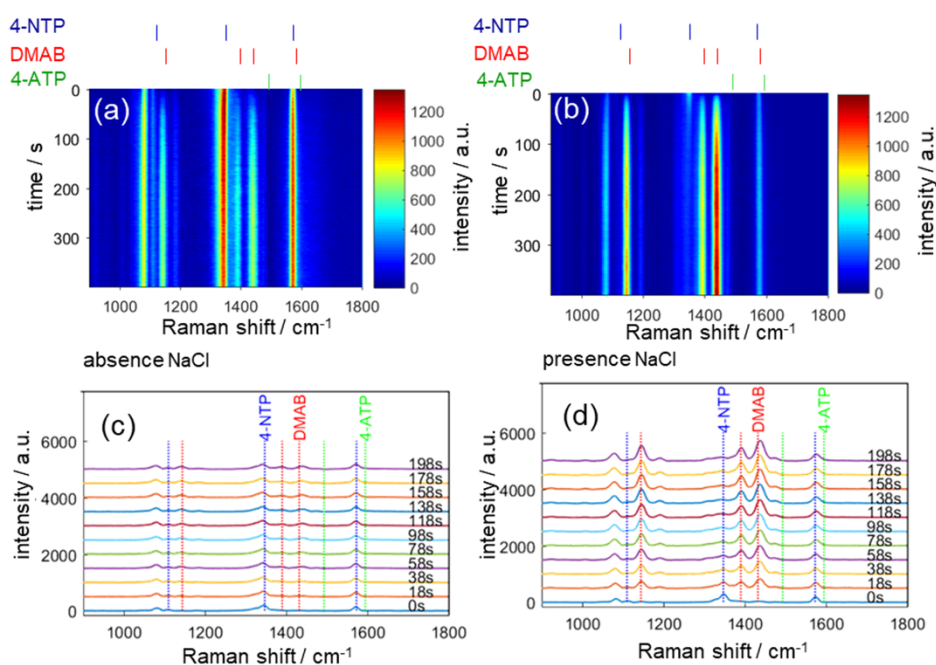 4-NTP
DMAB
4-ATP
(a)
0
100
200
300
time / s
1000 1200 1400 1600 1800
Raman shift / cm-1
1200
1000
800
600
400
200
0
intensity / a.u.
4-NTP
DMAB
4-ATP
(b)
0
100
200
300
time / s
1000 1200 1400 1600 1800
Raman shift / cm-1
1200
1000
800
600
400
200
0
intensity / a.u.
absence NaCl
(c)
4-NTP
DMAB
4-ATP
6000
4000
2000
0
intensity / a.u.
198s
178s
158s
138s
118s
98s
78s
58s
38s
18s
0s
1000 1200 1400 1600 1800
Raman shift / cm-1
presence NaCl
(d)
4-NTP
DMAB
4-ATP
6000
4000
2000
0
intensity / a.u.
198s
178s
158s
138s
118s
98s
78s
58s
38s
18s
0s
1000 1200 1400 1600 1800
Raman shift / cm-1